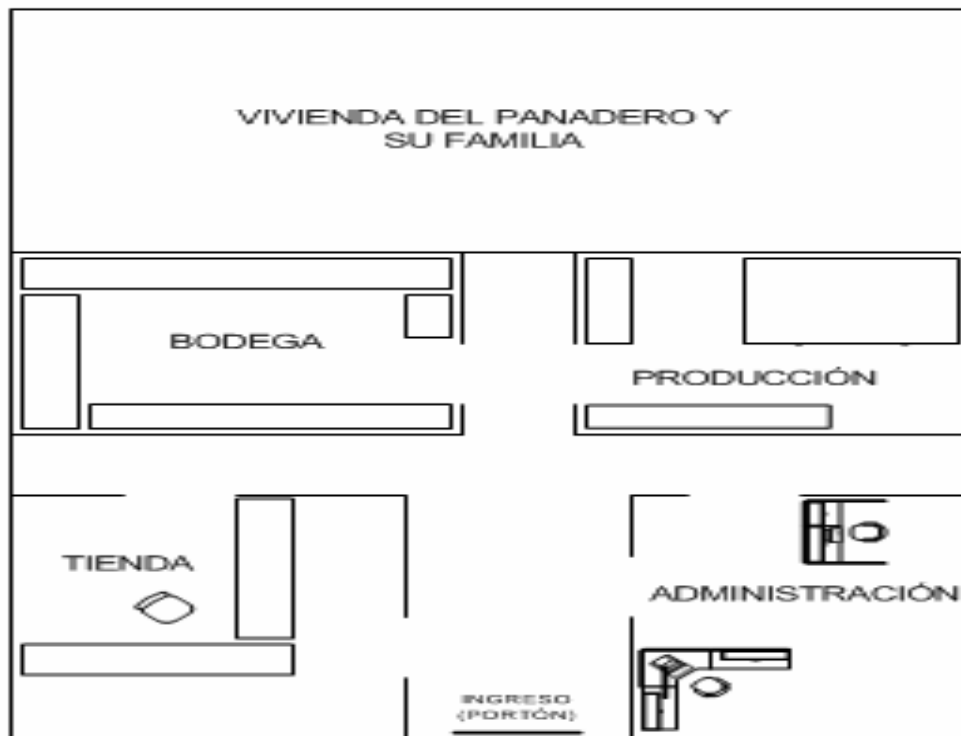 VIVIENDA DEL PANADERO Y
SU FAMILIA
BODEGA
PRODUCCIÓN
TIENDA
ADMINISTRACIÓN
INGRESO
(PORTÓN)